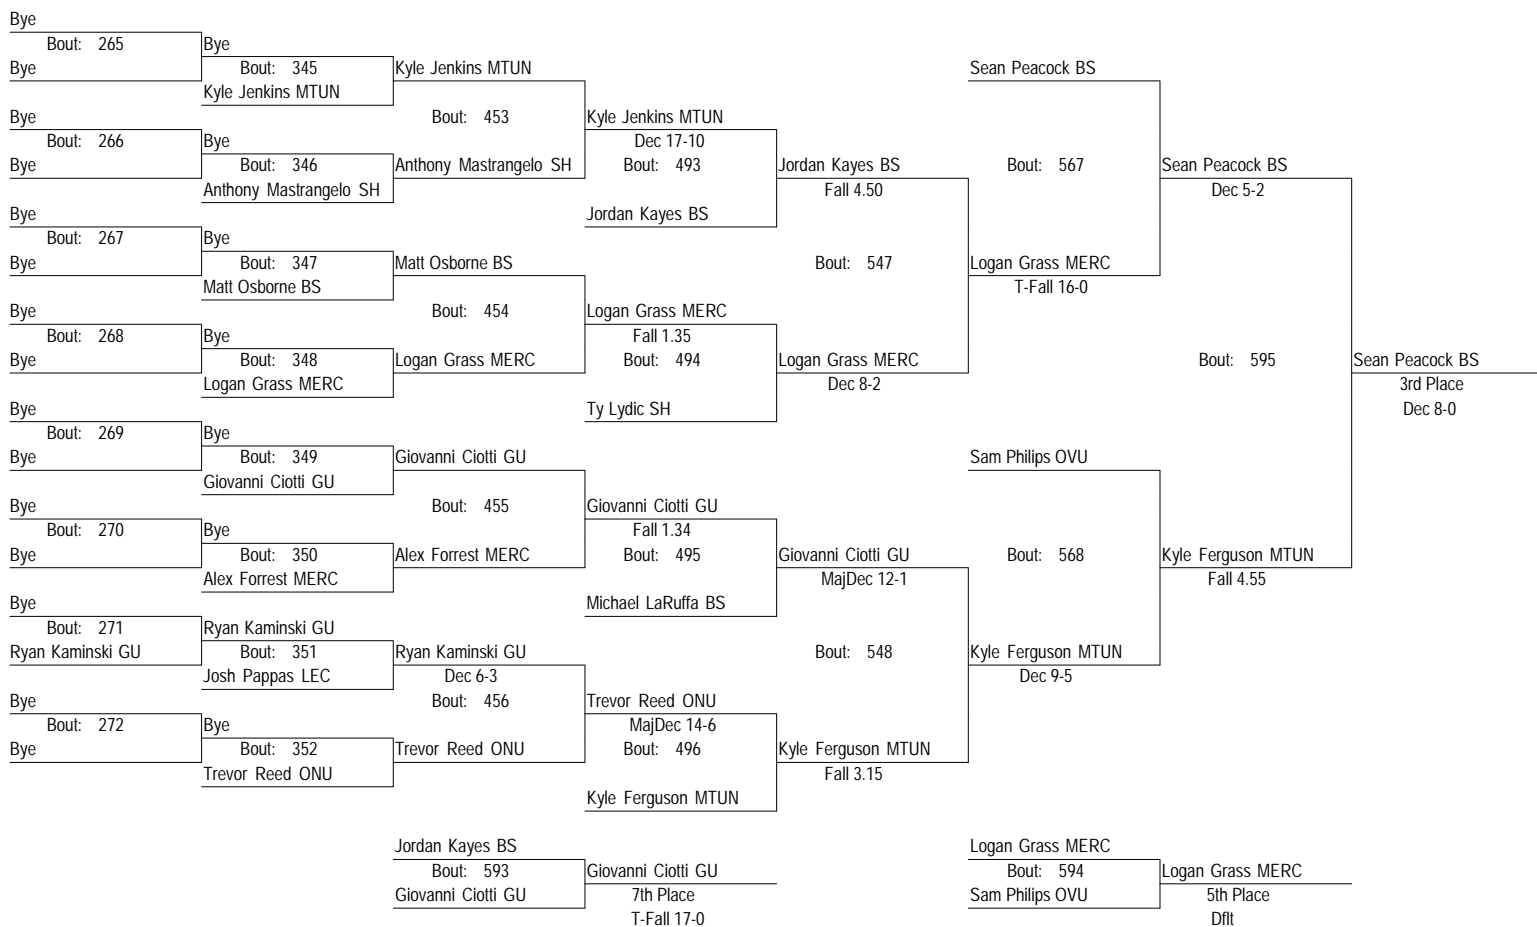 Bye
Bout: 265 Bye
Bye Bout: 345 Kyle Jenkins MTUN Sean Peacock BS
Kyle Jenkins MTUN
Bye Bout: 453 Kyle Jenkins MTUN
Bout: 266 Bye Dec 17-10
Bye Bout: 346 Anthony Mastrangelo SH Bout: 493 Jordan Kayes BS Bout: 567 Sean Peacock BS
Anthony Mastrangelo SH Fall 4.50 Dec 5-2
Bye Jordan Kayes BS
Bout: 267 Bye
Bye Bout: 347 Matt Osborne BS Bout: 547 Logan Grass MERC
Matt Osborne BS T-Fall 16-0
Bye Bout: 454 Logan Grass MERC
Bout: 268 Bye Fall 1.35
Bye Bout: 348 Logan Grass MERC Bout: 494 Logan Grass MERC Bout: 595 Sean Peacock BS
Logan Grass MERC Dec 8-2 3rd Place
Bye Ty Lydic SH Dec 8-0
Bout: 269 Bye
Bye Bout: 349 Giovanni Ciotti GU Sam Philips OVU
Giovanni Ciotti GU
Bye Bout: 455 Giovanni Ciotti GU
Bout: 270 Bye Fall 1.34
Bye Bout: 350 Alex Forrest MERC Bout: 495 Giovanni Ciotti GU Bout: 568 Kyle Ferguson MTUN
Alex Forrest MERC MajDec 12-1 Fall 4.55
Bye Michael LaRuffa BS
Bout: 271 Ryan Kaminski GU
Ryan Kaminski GU Bout: 351 Ryan Kaminski GU Bout: 548 Kyle Ferguson MTUN
Josh Pappas LEC Dec 6-3 Dec 9-5
Bye Bout: 456 Trevor Reed ONU
Bout: 272 Bye MajDec 14-6
Bye Bout: 352 Trevor Reed ONU Bout: 496 Kyle Ferguson MTUN
Trevor Reed ONU Fall 3.15
Kyle Ferguson MTUN
Jordan Kayes BS Logan Grass MERC
Bout: 593 Giovanni Ciotti GU Bout: 594 Logan Grass MERC
Giovanni Ciotti GU 7th Place Sam Philips OVU 5th Place
T-Fall 17-0 Dflt